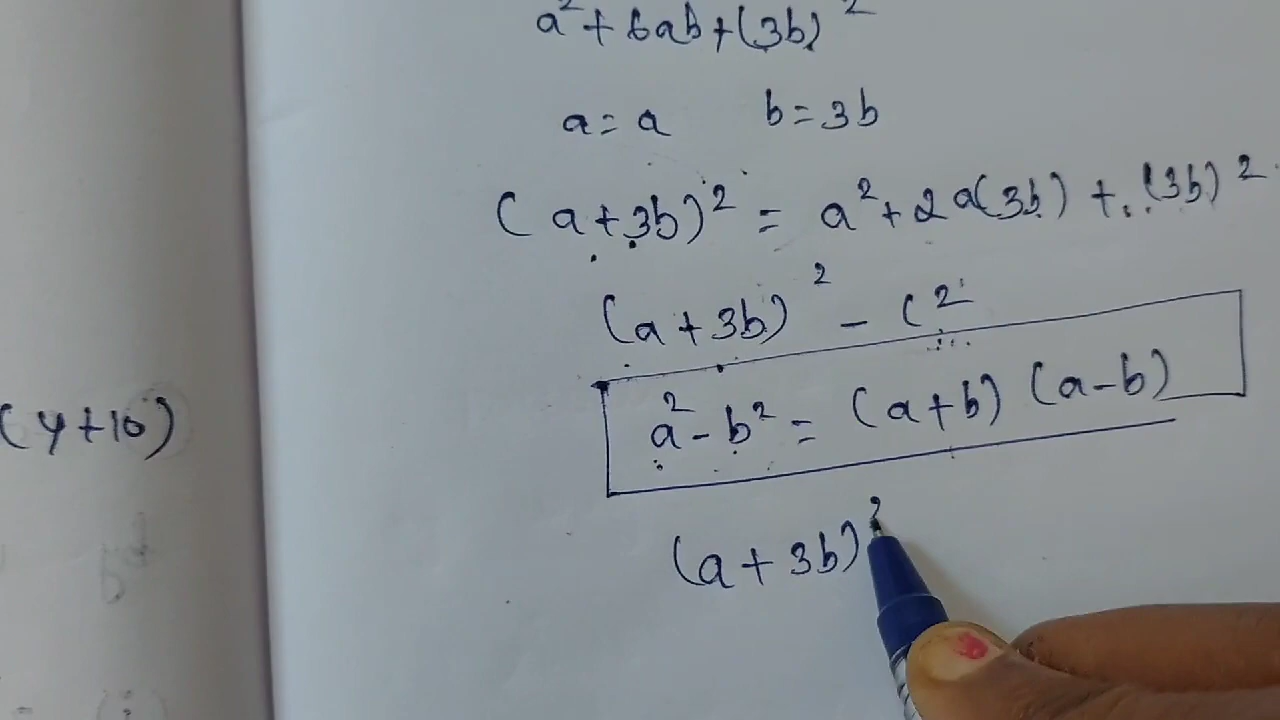 a² + 6ab + (3b)²
a = a b = 3b
(a + 3b)² = a² + 2a(3b) + (3b)²
(a + 3b)² - (²
a² - b² = (a + b) (a - b)
(y + 10)
(a + 3b)²